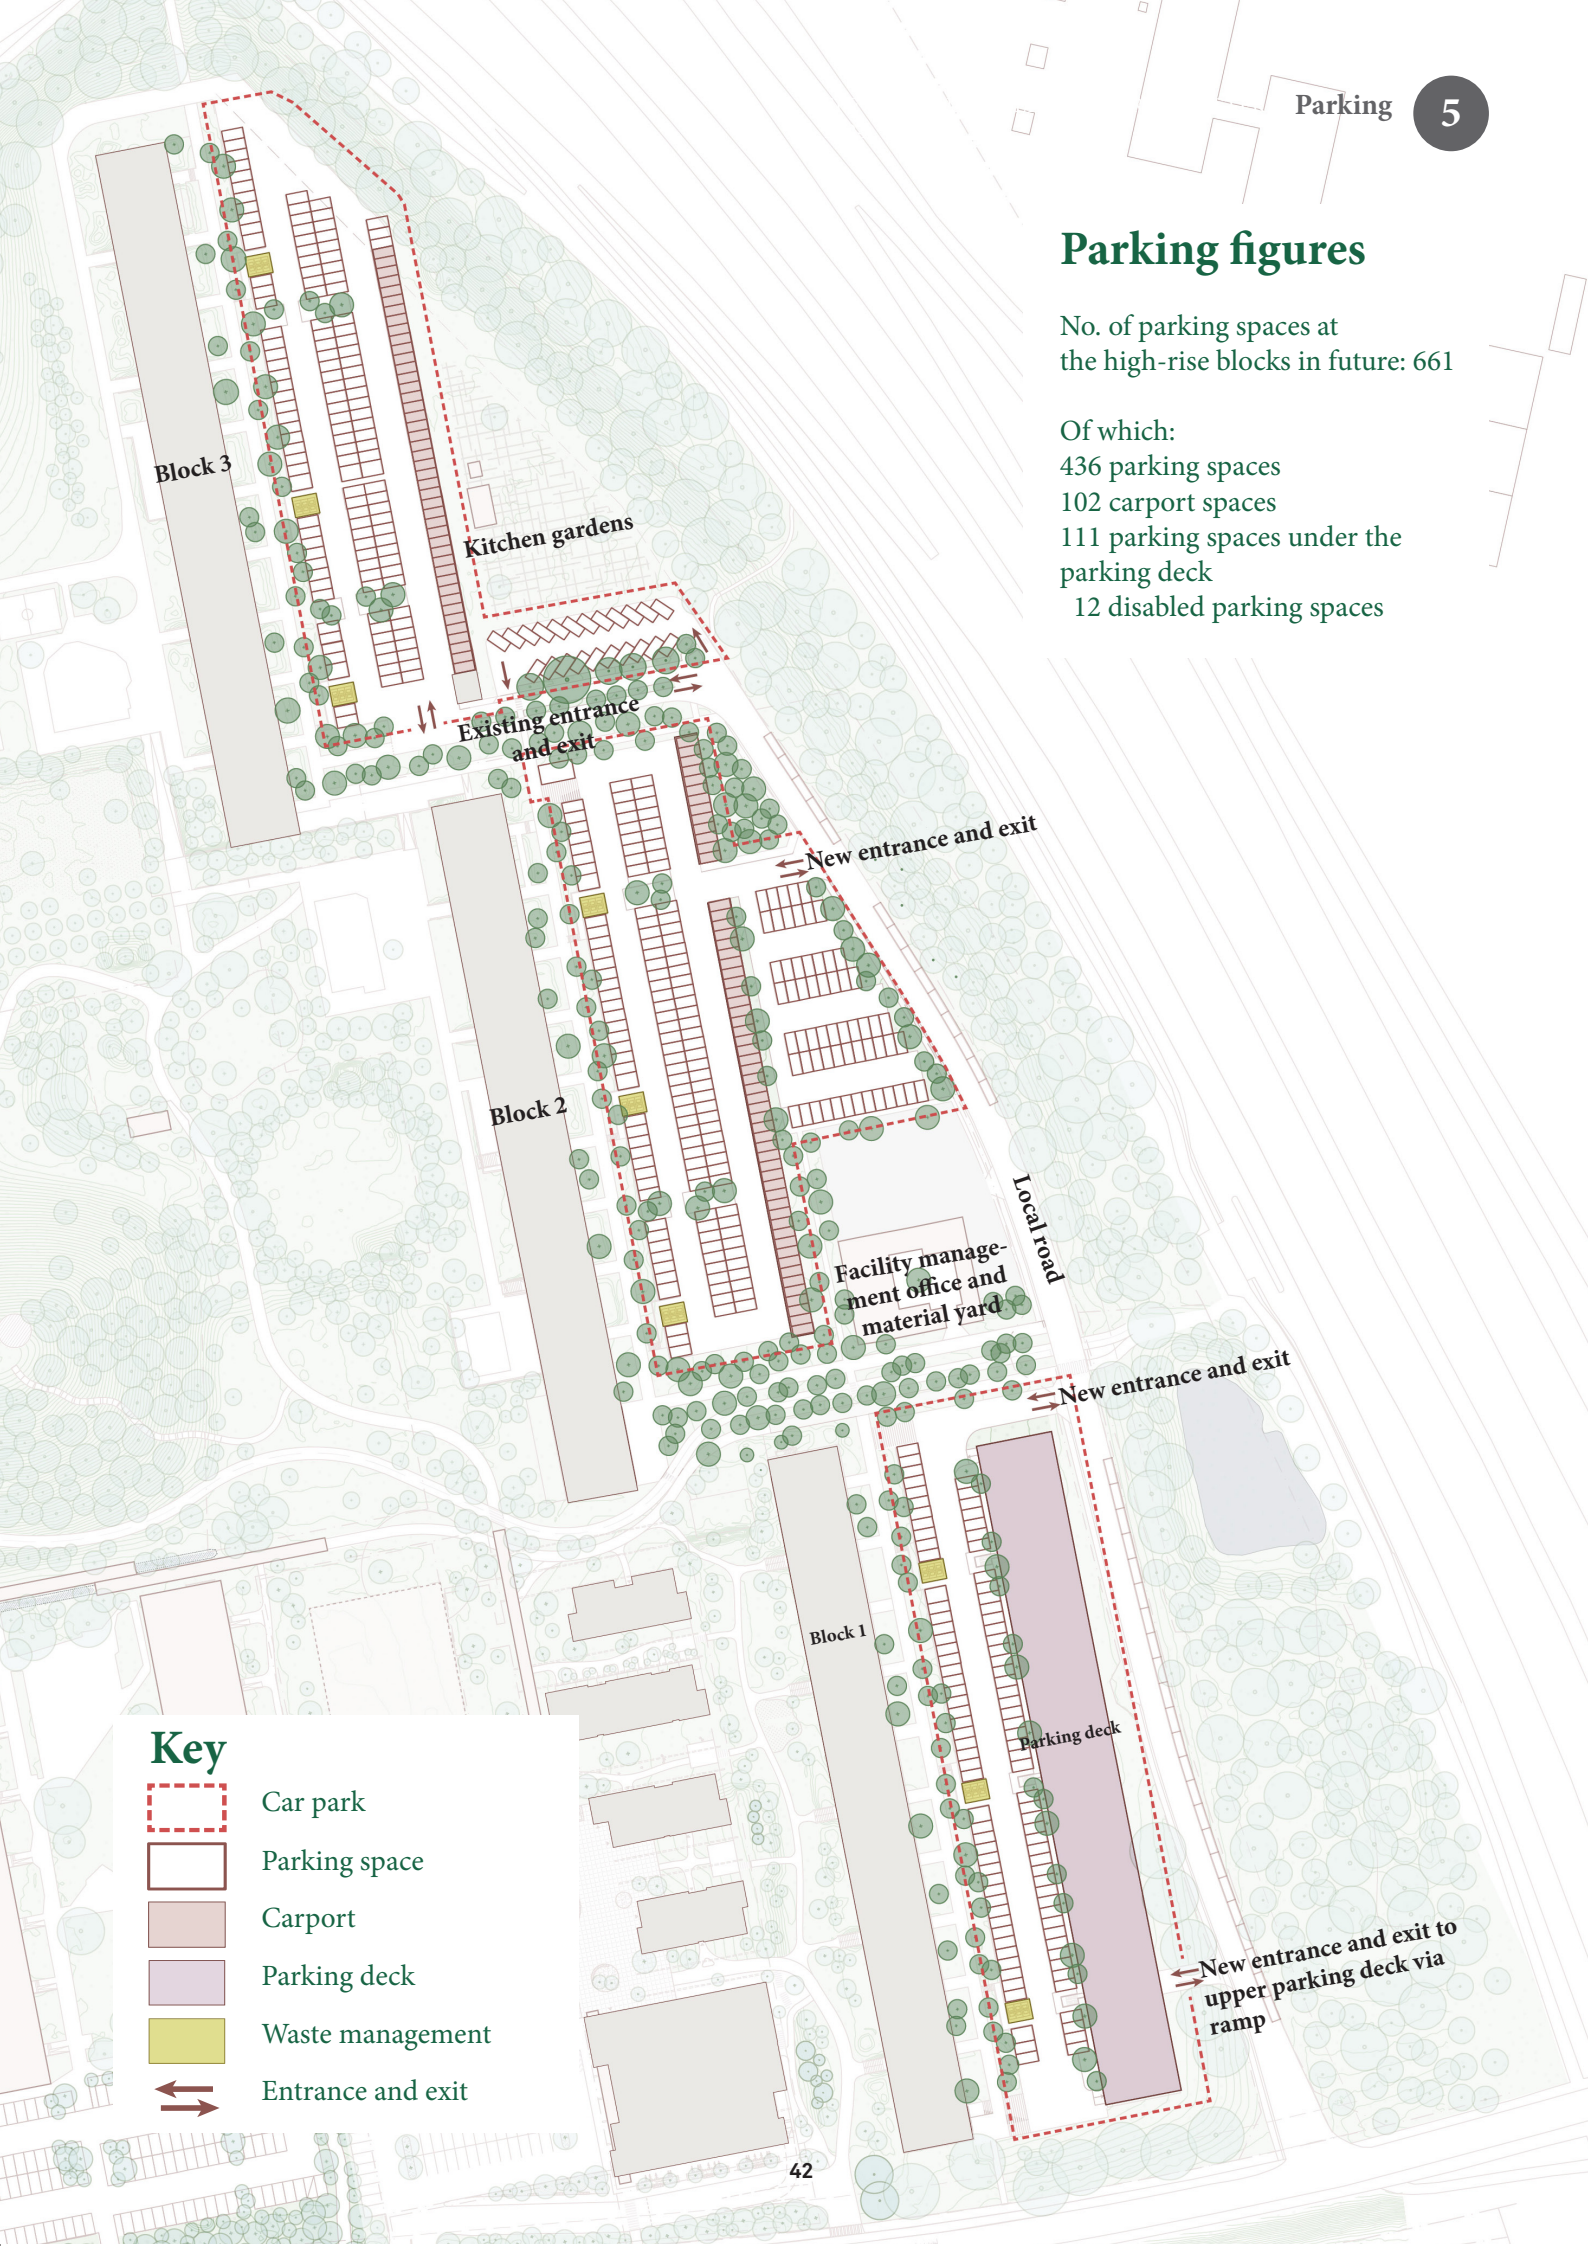 Parking 5
Parking figures
No. of parking spaces at
the high-rise blocks in future: 661
Of which:
436 parking spaces
102 carport spaces
111 parking spaces under the
parking deck
12 disabled parking spaces
Block 3
Kitchen gardens
Existing entrance
and exit
New entrance and exit
Block 2
Local road
Facility manage-
ment office and
material yard
New entrance and exit
Block 1
Parking deck
New entrance and exit to
upper parking deck via
ramp
Key
Car park
Parking space
Carport
Parking deck
Waste management
Entrance and exit
42